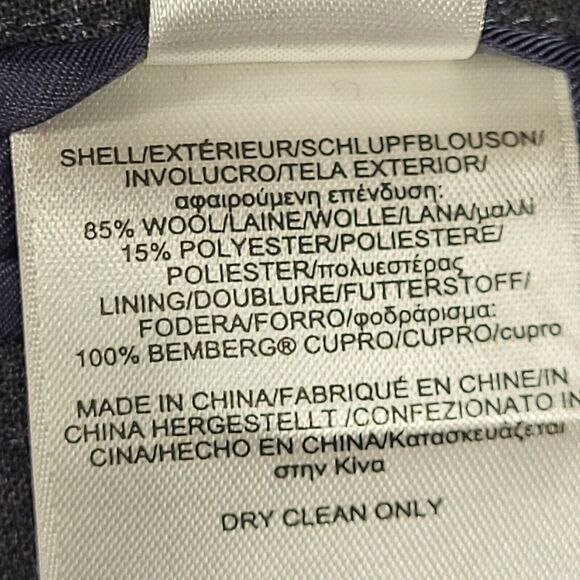 SHELL/EXTÉRIEUR/SCHLUPFBLOUSON/
INVOLUCRO/TELA EXTERIOR/
αφαιρούμενη επένδυση:
85% WOOL/LAINE/WOLLE/LANA/μαλλί
15% POLYESTER/POLIESTERE/
POLIESTER/πολυεστέρας
LINING/DOUBLURE/FUTTERSTOFF/
FODERA/FORRO/φοδράρισμα:
100% BEMBERG® CUPRO/CUPRO/cupro
MADE IN CHINA/FABRIQUÉ EN CHINE/IN
CHINA HERGESTELLT /CONFEZIONATO IN
CINA/HECHO EN CHINA/Κατασκευάζεται
στην Κίνα
DRY CLEAN ONLY